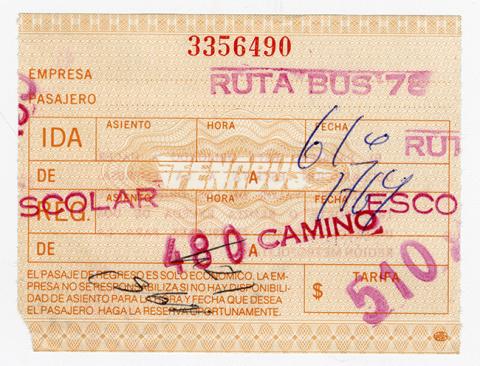 3356490
EMPRESA RUTA BUS 78
PASAJERO
IDA ASIENTO HORA FECHA RUT
DE FENABUS A
SCOLAR REG. ASIENTO HORA FECHA ESCO
DE 480 A CAMINO
EL PASAJE DE REGRESO ES SOLO ECONOMICO. LA EM-
PRESA NO SE RESPONSABILIZA SI NO HAY DISPONIBILI-
DAD DE ASIENTO PARA LA HORA Y FECHA QUE DESEA
EL PASAJERO. HAGA LA RESERVA OPORTUNAMENTE.
TARIFA
$ 510